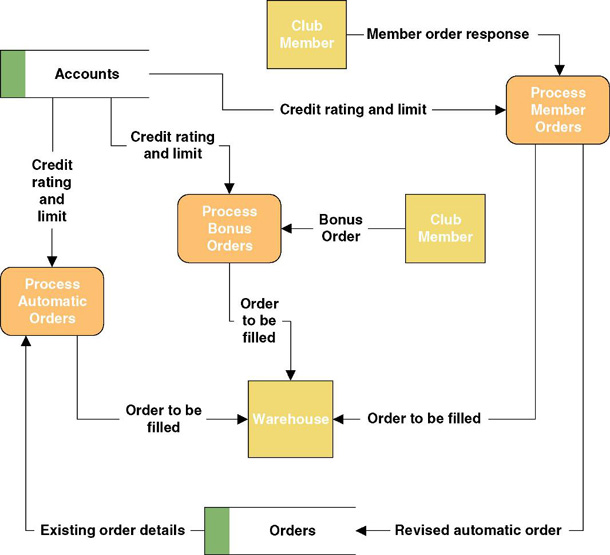 Club
Member
Member order response
Accounts
Process
Member
Orders
Credit rating and limit
Credit rating
and limit
Credit
rating
and
limit
Process
Bonus
Orders
Bonus
Order
Club
Member
Process
Automatic
Orders
Order
to be
filled
Order to be
filled
Warehouse
Order to be filled
Existing order details
Orders
Revised automatic order